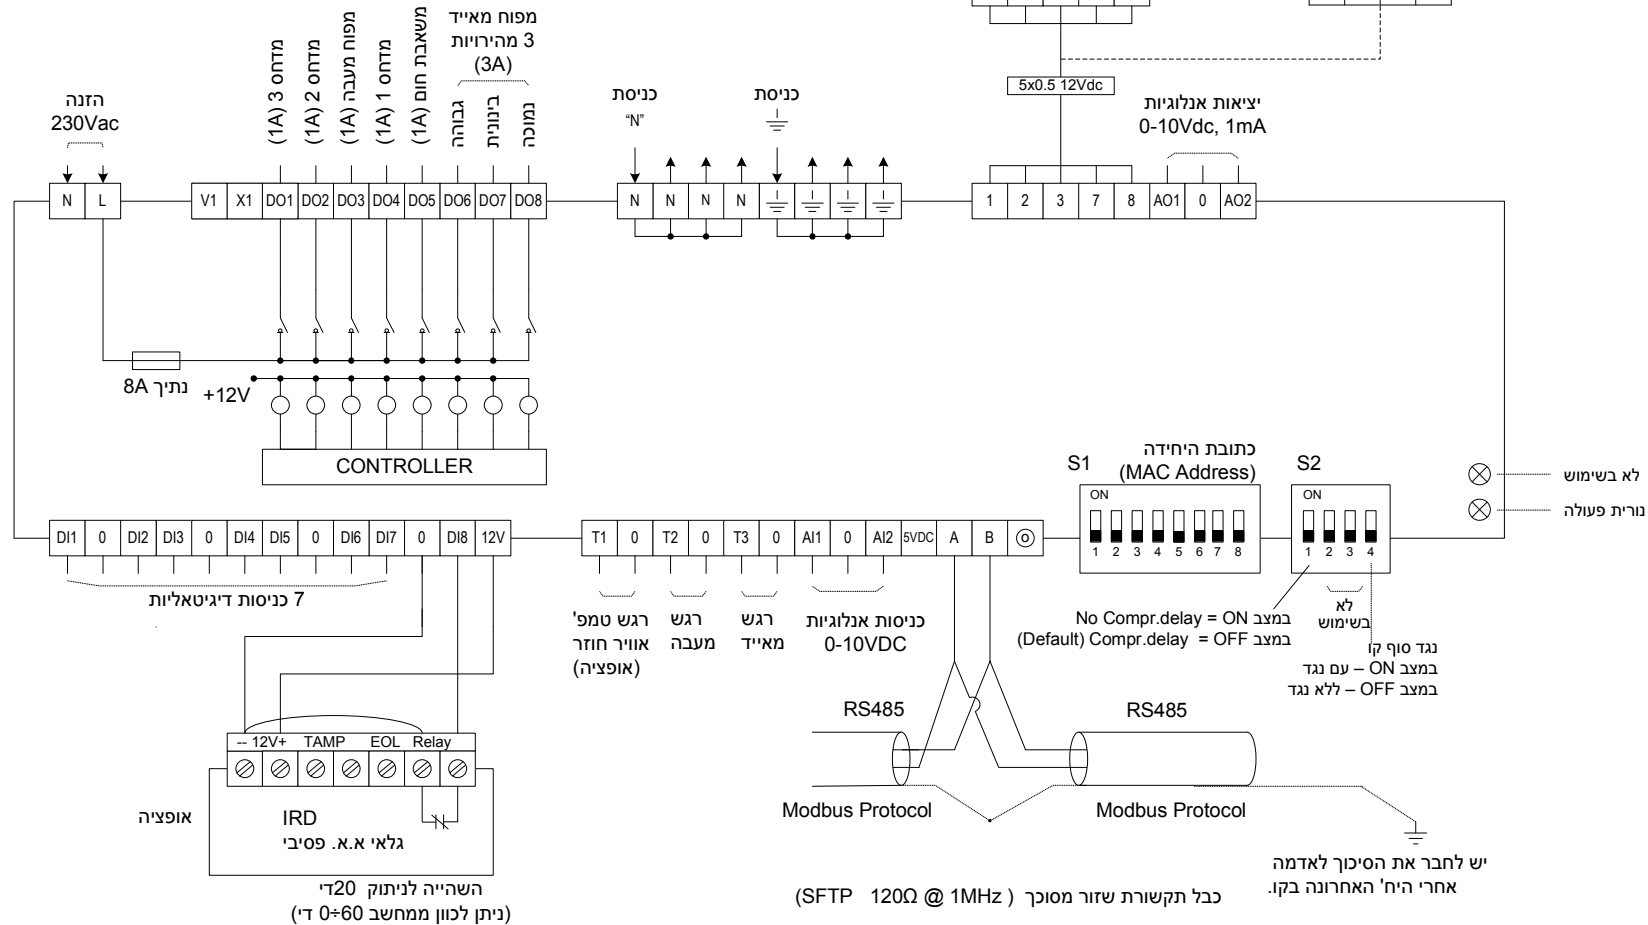 הזנה
230Vac
מדחס 3 (1A)
מדחס 2 (1A)
מפוח מעבה (1A)
מדחס 1 (1A)
משאבת חום (1A)
מפוח מאייד
3 מהירויות
(3A)
גבוהה
בינונית
נמוכה
כניסת
“N”
כניסת
5x0.5 12Vdc
יציאות אנלוגיות
0-10Vdc, 1mA
N L
V1 X1 DO1 DO2 DO3 DO4 DO5 DO6 DO7 DO8
N N N N
1 2 3 7 8 AO1 0 AO2
נתיך 8A
+12V
CONTROLLER
S1
כתובת היחידה
(MAC Address)
S2
ON
1 2 3 4 5 6 7 8
ON
1 2 3 4
לא בשימוש
נורית פעולה
DI1 0 DI2 DI3 0 DI4 DI5 0 DI6 DI7 0 DI8 12V
T1 0 T2 0 T3 0 AI1 0 AI2 5VDC A B
7 כניסות דיגיטאליות
רגש טמפ'
אוויר חוזר
(אופציה)
רגש
מעבה
רגש
מאייד
כניסות אנלוגיות
0-10VDC
במצב No Compr.delay = ON
במצב (Default) Compr.delay = OFF
לא
בשימוש
נגד סוף קו
במצב ON – עם נגד
במצב OFF – ללא נגד
RS485
RS485
Modbus Protocol
Modbus Protocol
-- 12V+ TAMP EOL Relay
אופציה
IRD
גלאי א.א. פסיבי
השהייה לניתוק 20די
(ניתן לכוון ממחשב 60÷0 די)
יש לחבר את הסיכוך לאדמה
אחרי היח' האחרונה בקו.
כבל תקשורת שזור מסוכך (SFTP 120Ω @ 1MHz )